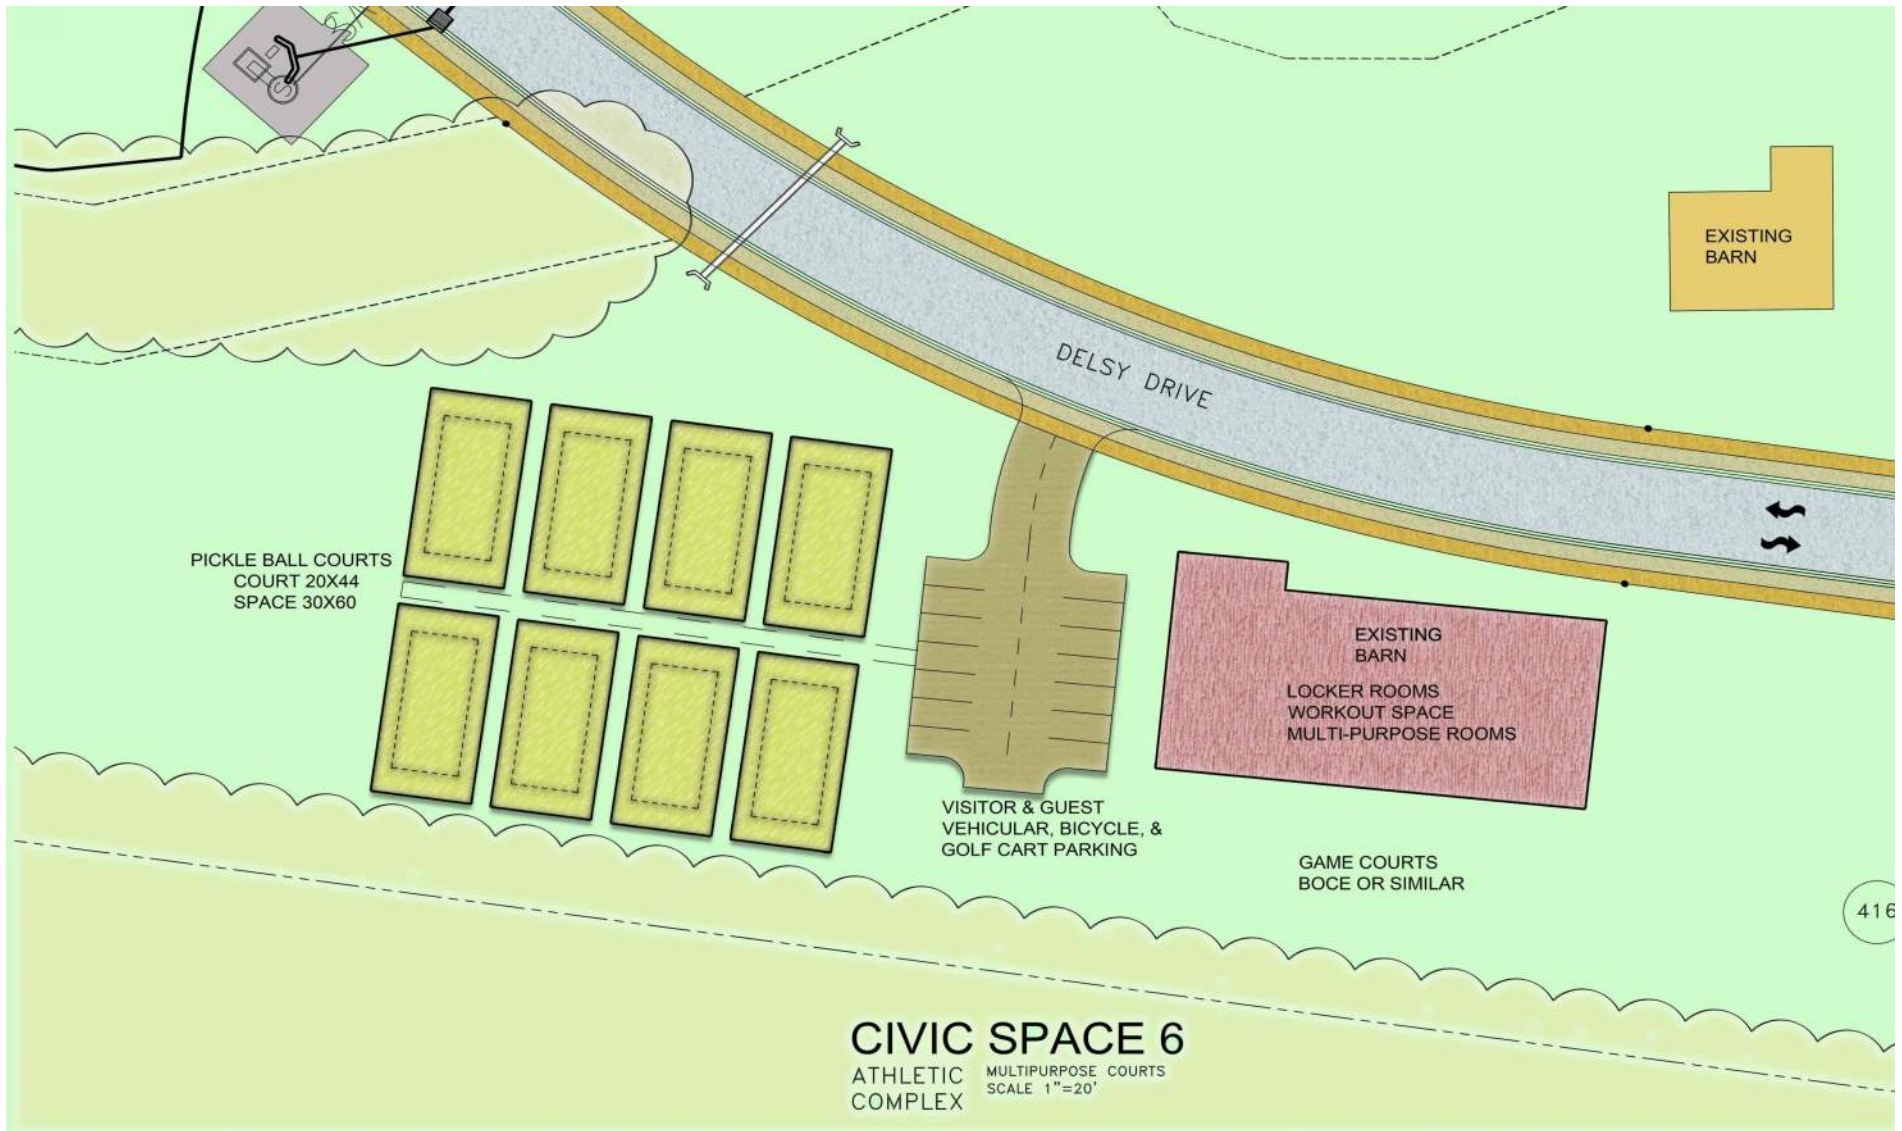 S
EXISTING
BARN
DELSY DRIVE
PICKLE BALL COURTS
COURT 20X44
SPACE 30X60
EXISTING
BARN
LOCKER ROOMS
WORKOUT SPACE
MULTI-PURPOSE ROOMS
VISITOR & GUEST
VEHICULAR, BICYCLE, &
GOLF CART PARKING
GAME COURTS
BOCE OR SIMILAR
416
CIVIC SPACE 6
ATHLETIC
COMPLEX
MULTIPURPOSE COURTS
SCALE 1"=20'